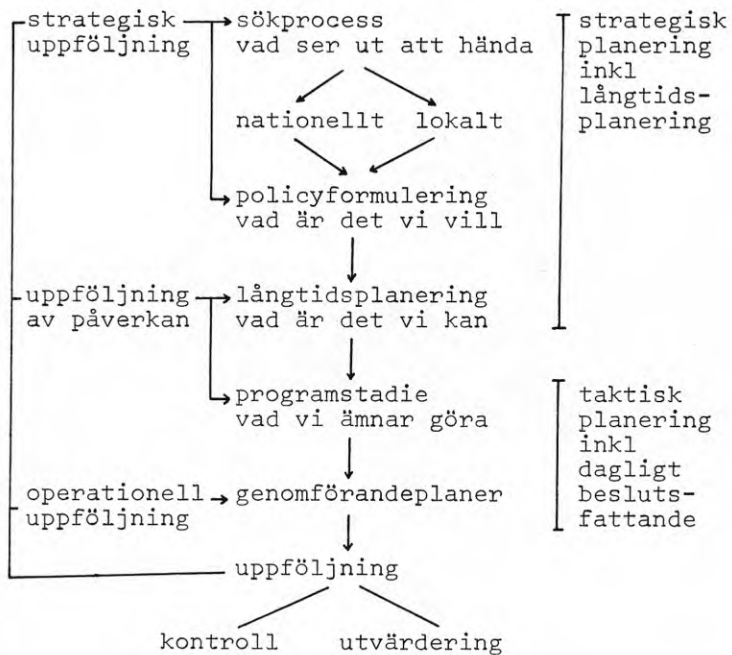 strategisk
uppföljning
sökprocess
vad ser ut att hända
nationellt lokalt
policyformulering
vad är det vi vill
uppföljning
av påverkan
långtidsplanering
vad är det vi kan
programstadie
vad vi ämnar göra
operationell
uppföljning
genomförandeplaner
uppföljning
kontroll utvärdering
strategisk
planering
inkl
långtids-
planering
taktisk
planering
inkl
dagligt
besluts-
fattande